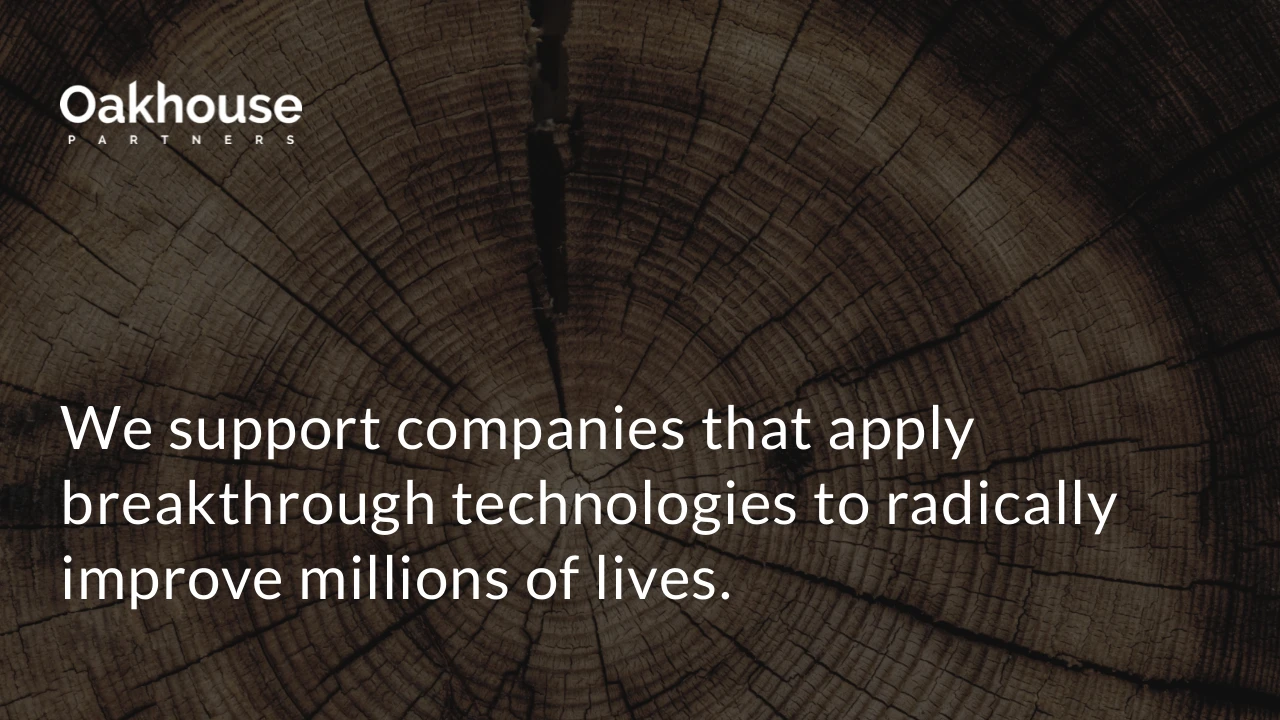 Oakhouse
PARTNERS
We support companies that apply
breakthrough technologies to radically
improve millions of lives.